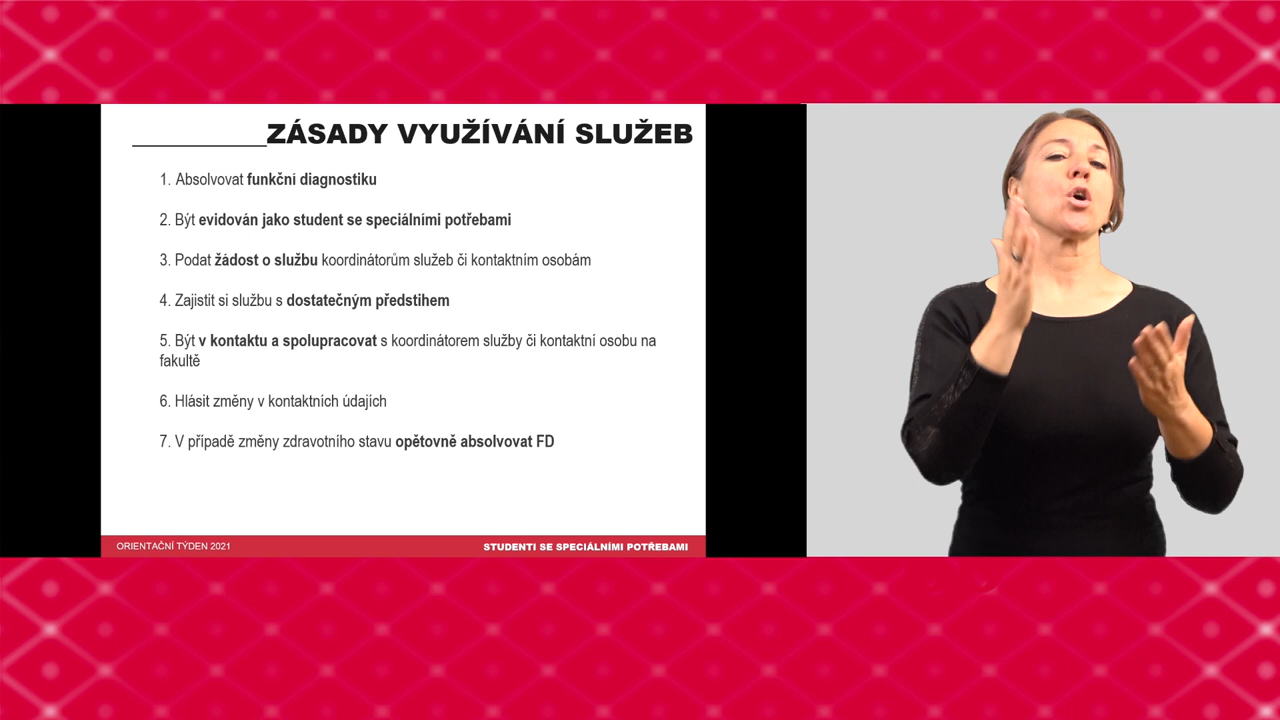 ZÁSADY VYUŽÍVÁNÍ SLUŽEB
1. Absolvovat funkční diagnostiku
2. Být evidován jako student se speciálními potřebami
3. Podat žádost o službu koordinátorům služeb či kontaktním osobám
4. Zajistit si službu s dostatečným předstihem
5. Být v kontaktu a spolupracovat s koordinátorem služby či kontaktní osobu na
fakultě
6. Hlásit změny v kontaktních údajích
7. V případě změny zdravotního stavu opětovně absolvovat FD
ORIENTAČNÍ TÝDEN 2021
STUDENTI SE SPECIÁLNÍMI POTŘEBAMI